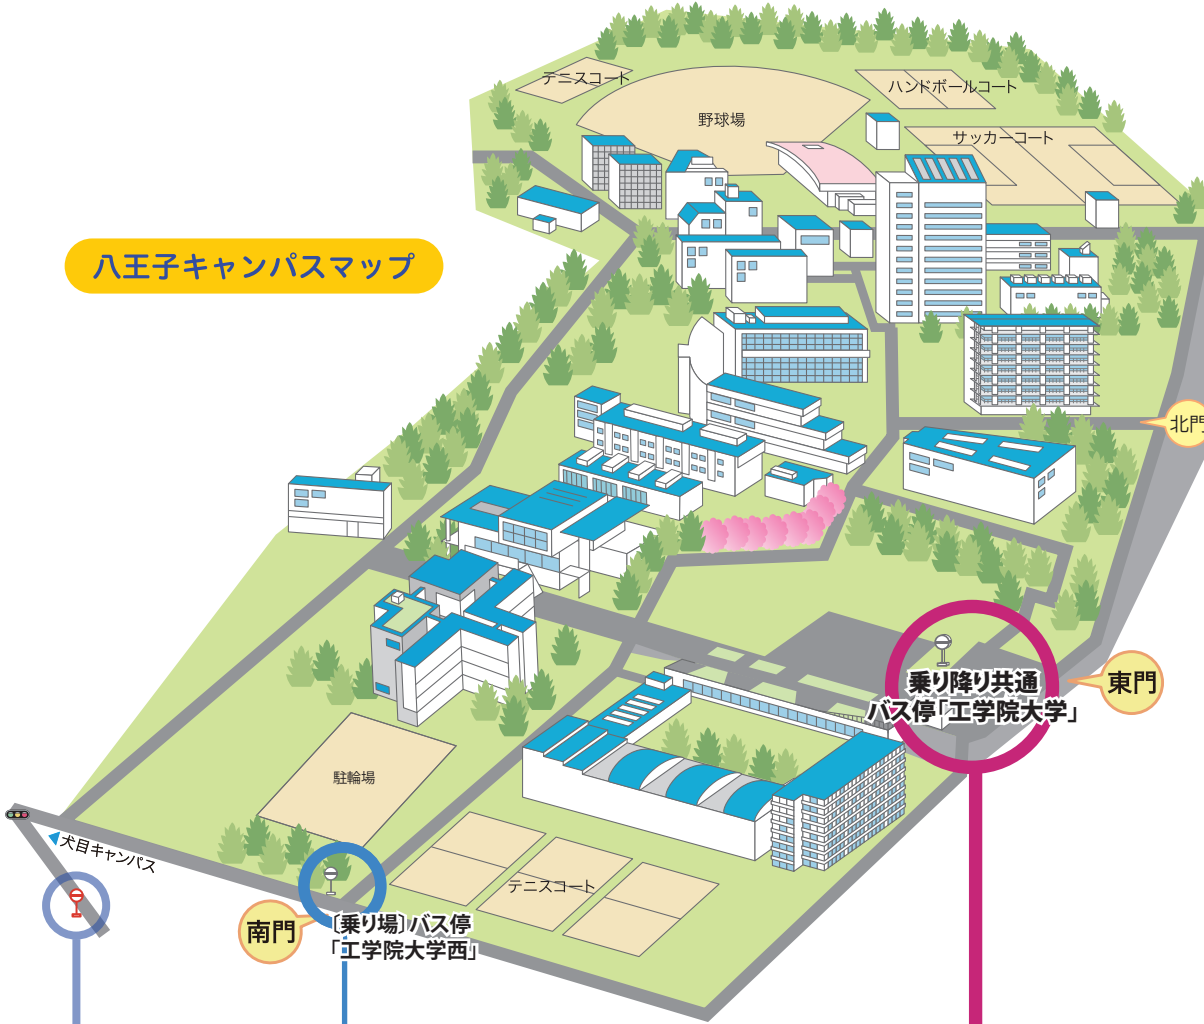 テニスコート
ハンドボールコート
野球場
サッカーコート
八王子キャンパスマップ
北門
乗り降り共通
バス停「工学院大学」
東門
駐輪場
犬目キャンパス
テニスコート
南門
〔乗り場〕バス停
「工学院大学西」